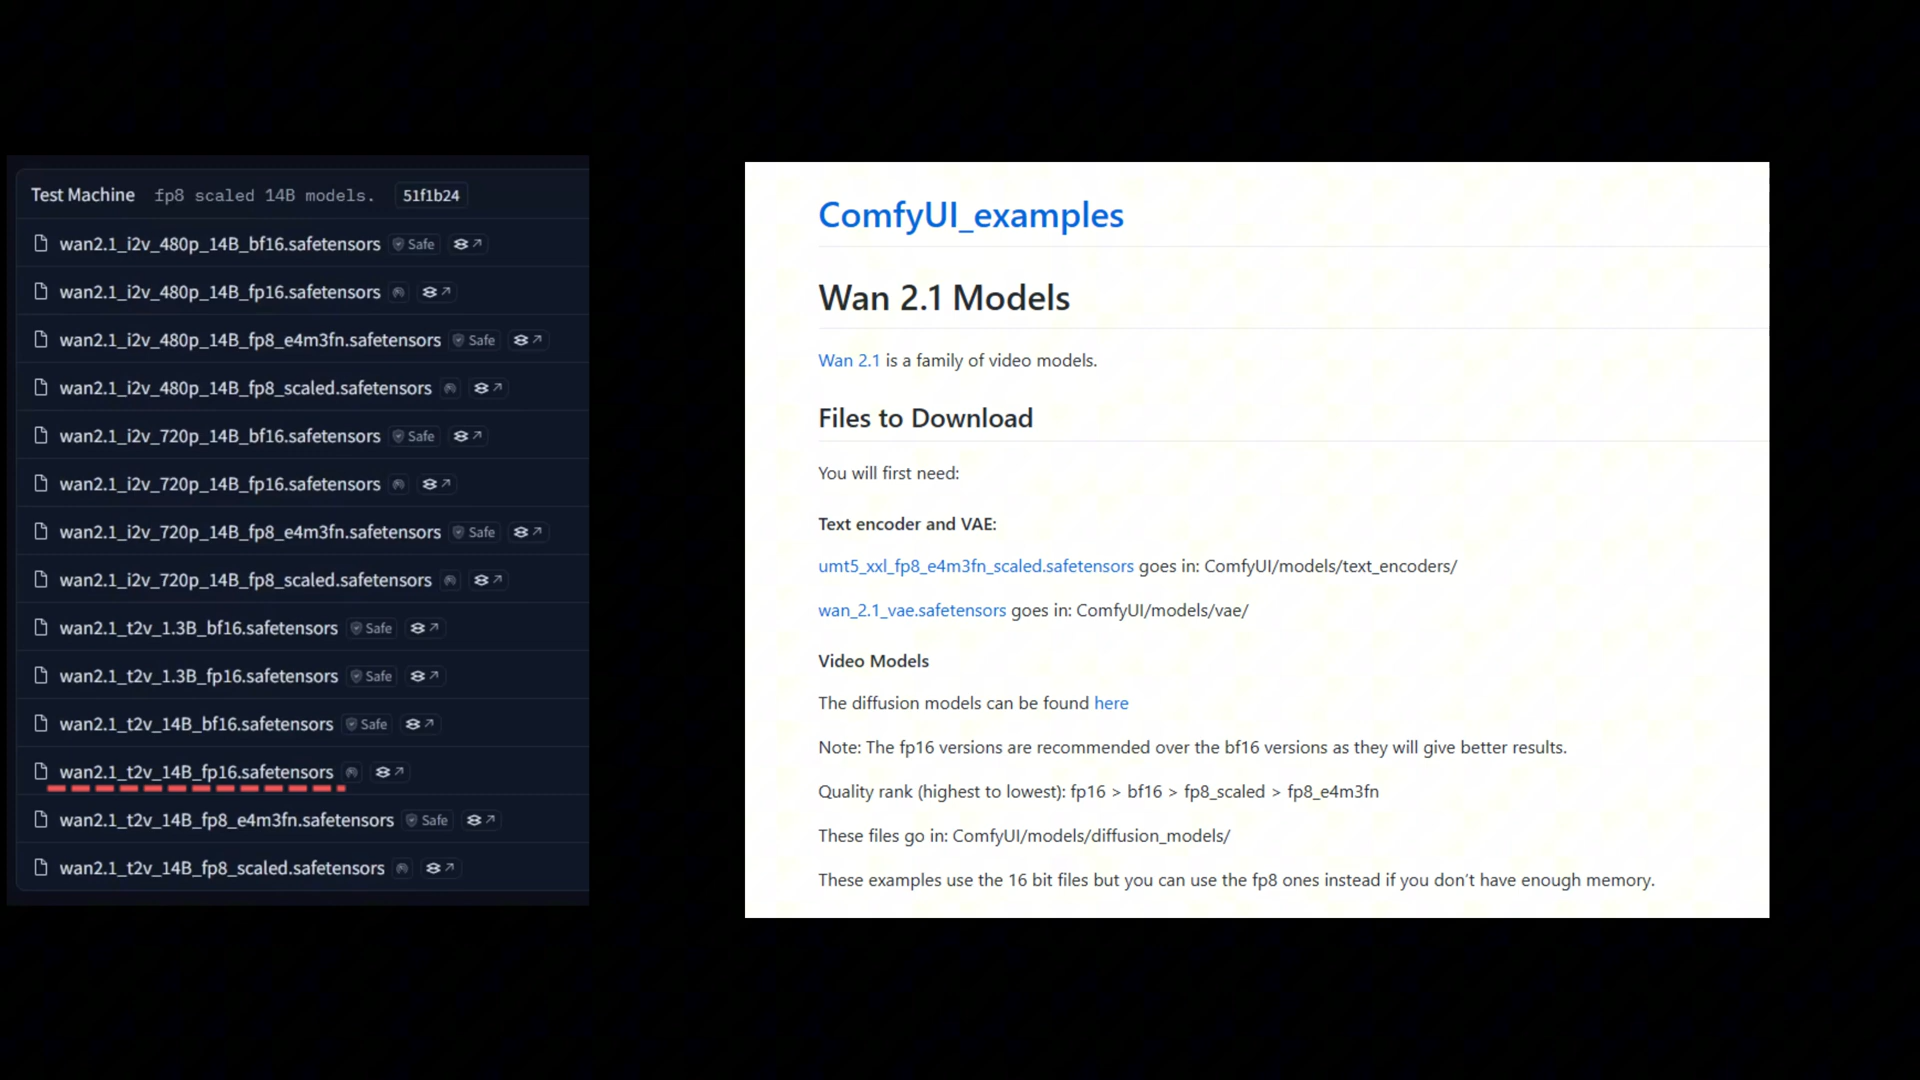 Test Machine fp8 scaled 14B models. 51f1b24
wan2.1_i2v_480p_14B_bf16.safetensors Safe
wan2.1_i2v_480p_14B_fp16.safetensors
wan2.1_i2v_480p_14B_fp8_e4m3fn.safetensors Safe
wan2.1_i2v_480p_14B_fp8_scaled.safetensors
wan2.1_i2v_720p_14B_bf16.safetensors Safe
wan2.1_i2v_720p_14B_fp16.safetensors
wan2.1_i2v_720p_14B_fp8_e4m3fn.safetensors Safe
wan2.1_i2v_720p_14B_fp8_scaled.safetensors
wan2.1_t2v_1.3B_bf16.safetensors Safe
wan2.1_t2v_1.3B_fp16.safetensors Safe
wan2.1_t2v_14B_bf16.safetensors Safe
wan2.1_t2v_14B_fp16.safetensors
wan2.1_t2v_14B_fp8_e4m3fn.safetensors Safe
wan2.1_t2v_14B_fp8_scaled.safetensors
ComfyUI_examples
Wan 2.1 Models
Wan 2.1 is a family of video models.
Files to Download
You will first need:
Text encoder and VAE:
umt5_xxl_fp8_e4m3fn_scaled.safetensors goes in: ComfyUI/models/text_encoders/
wan_2.1_vae.safetensors goes in: ComfyUI/models/vae/
Video Models
The diffusion models can be found here
Note: The fp16 versions are recommended over the bf16 versions as they will give better results.
Quality rank (highest to lowest): fp16 > bf16 > fp8_scaled > fp8_e4m3fn
These files go in: ComfyUI/models/diffusion_models/
These examples use the 16 bit files but you can use the fp8 ones instead if you don't have enough memory.